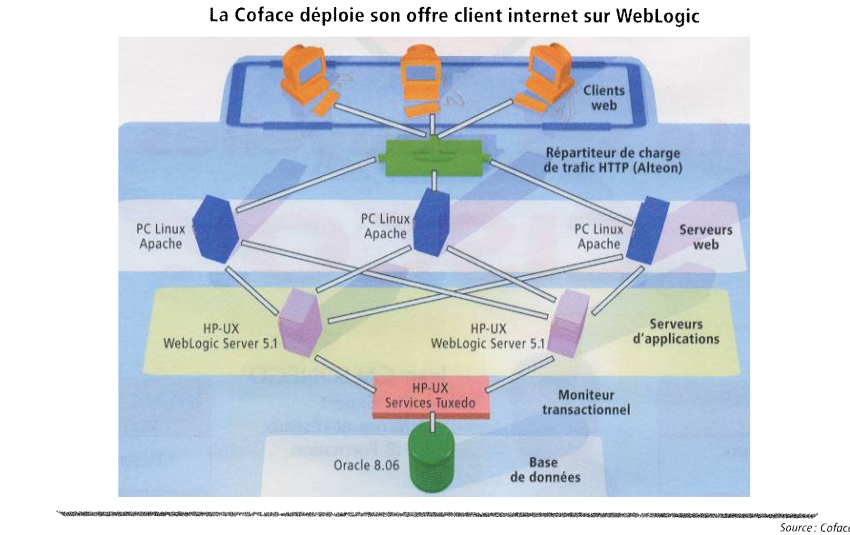 La Coface déploie son offre client internet sur WebLogic
Clients
web
Répartiteur de charge
de trafic HTTP (Alteon)
PC Linux
Apache
PC Linux
Apache
PC Linux
Apache
Serveurs
web
HP-UX
WebLogic Server 5.1
HP-UX
WebLogic Server 5.1
Serveurs
d'applications
HP-UX
Services Tuxedo
Moniteur
transactionnel
Oracle 8.06
Base
de données
Source : Coface